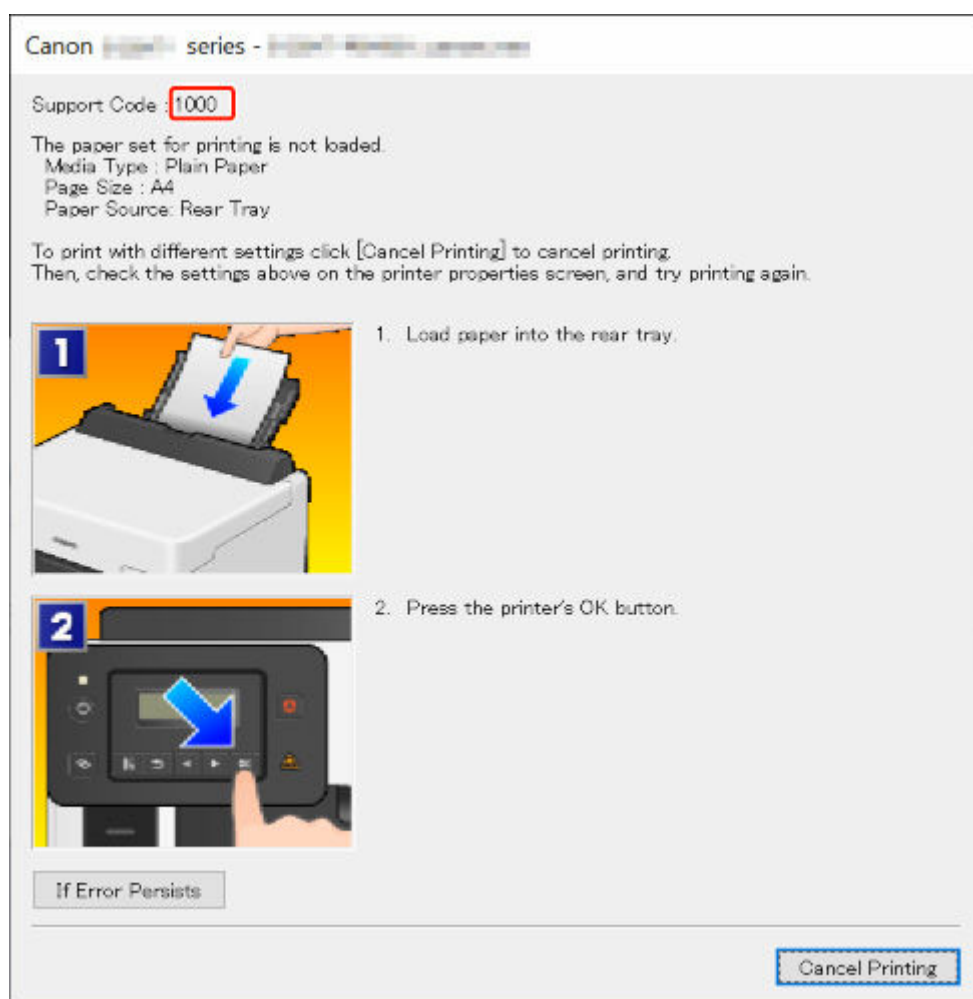 Canon series -
Support Code : 1000
The paper set for printing is not loaded.
Media Type : Plain Paper
Page Size : A4
Paper Source: Rear Tray
To print with different settings click [Cancel Printing] to cancel printing.
Then, check the settings above on the printer properties screen, and try printing again.
1
1. Load paper into the rear tray.
2
2. Press the printer's OK button.
If Error Persists
Cancel Printing